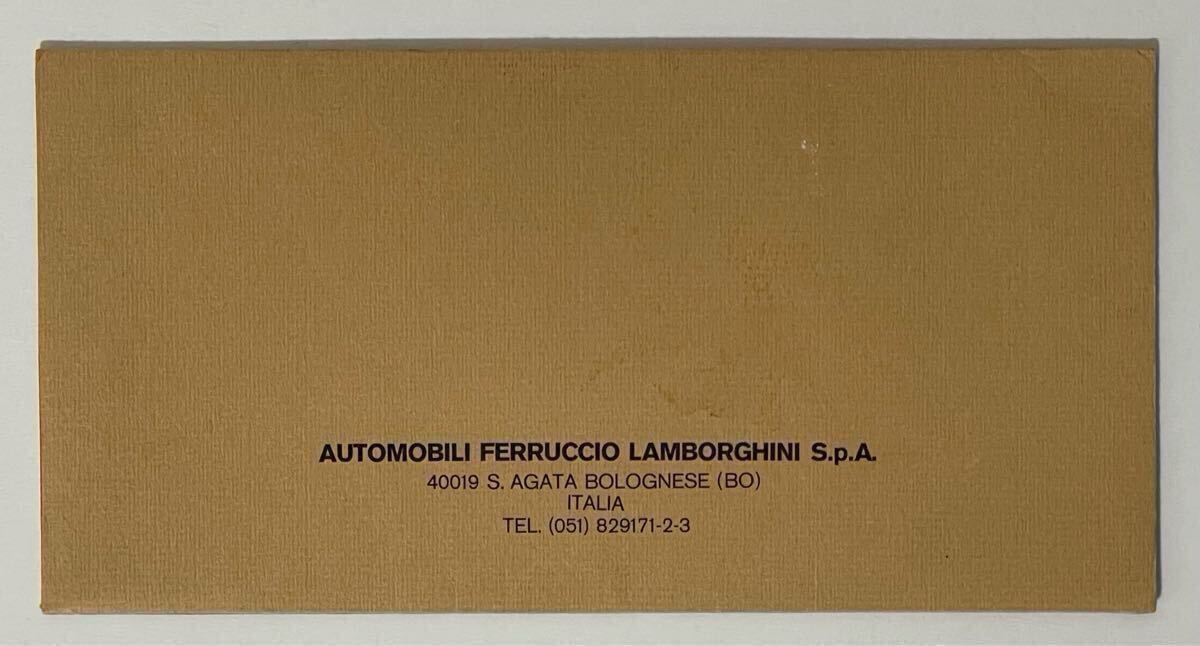 AUTOMOBILI FERRUCCIO LAMBORGHINI S.p.A.
40019 S. AGATA BOLOGNESE (BO)
ITALIA
TEL. (051) 829171-2-3